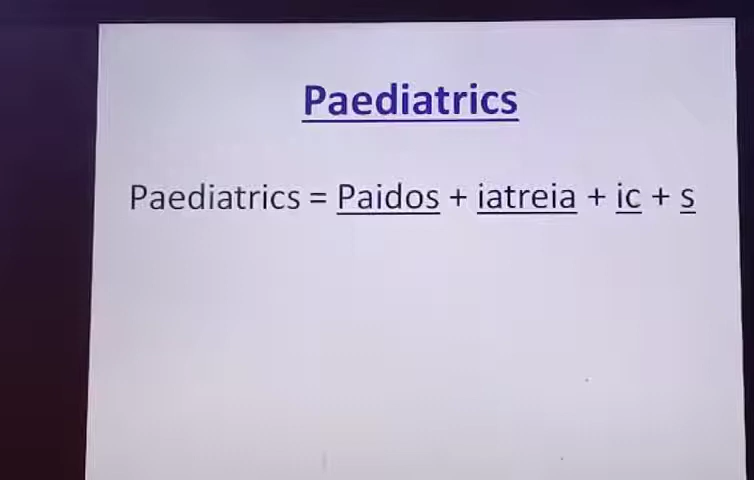 Paediatrics
Paediatrics = Paidos + iatreia + ic + s